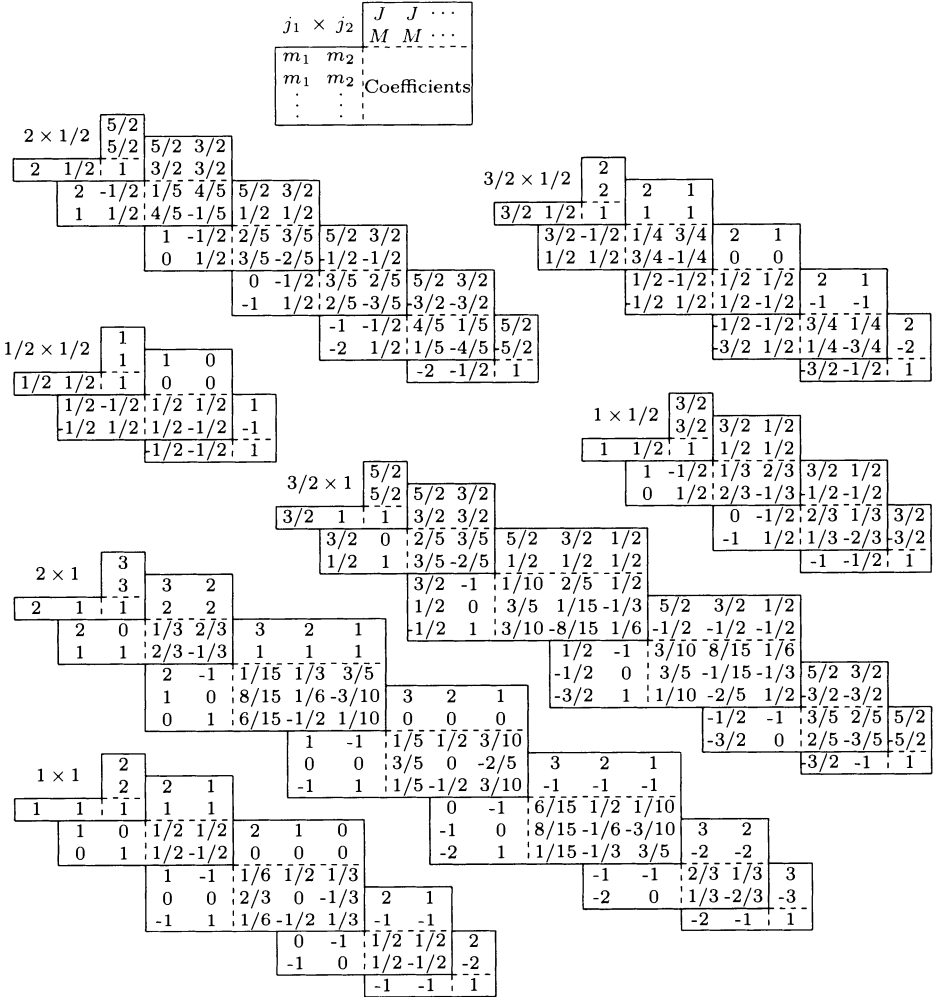 j₁ × j₂ J J ⋯
M M ⋯
m₁ m₂
m₁ m₂
⋮ ⋮ Coefficients
2 × 1/2 5/2
5/2 5/2 3/2
2 1/2 1 3/2 3/2
2 -1/2 1/5 4/5 5/2 3/2
1 1/2 4/5 -1/5 1/2 1/2
1 -1/2 2/5 3/5 5/2 3/2
0 1/2 3/5 -2/5 -1/2 -1/2
0 -1/2 3/5 2/5 5/2 3/2
-1 1/2 2/5 -3/5 -3/2 -3/2
-1 -1/2 4/5 1/5 5/2
-2 1/2 1/5 -4/5 -5/2
-2 -1/2 1
3/2 × 1/2 2
2 2 1
3/2 1/2 1 1 1
3/2 -1/2 1/4 3/4 2 1
1/2 1/2 3/4 -1/4 0 0
1/2 -1/2 1/2 1/2 2 1
-1/2 1/2 1/2 -1/2 -1 -1
-1/2 -1/2 3/4 1/4 2
-3/2 1/2 1/4 -3/4 -2
-3/2 -1/2 1
1/2 × 1/2 1
1 1 0
1/2 1/2 1 0 0
1/2 -1/2 1/2 1/2 1
-1/2 1/2 1/2 -1/2 -1
-1/2 -1/2 1
1 × 1/2 3/2
3/2 3/2 1/2
1 1/2 1 1/2 1/2
1 -1/2 1/3 2/3 3/2 1/2
0 1/2 2/3 -1/3 -1/2 -1/2
0 -1/2 2/3 1/3 3/2
-1 1/2 1/3 -2/3 -3/2
-1 -1/2 1
3/2 × 1 5/2
5/2 5/2 3/2
3/2 1 1 3/2 3/2
3/2 0 2/5 3/5 5/2 3/2 1/2
1/2 1 3/5 -2/5 1/2 1/2 1/2
3/2 -1 1/10 2/5 1/2
1/2 0 3/5 1/15 -1/3 5/2 3/2 1/2
-1/2 1 3/10 -8/15 1/6 -1/2 -1/2 -1/2
1/2 -1 3/10 8/15 1/6
-1/2 0 3/5 -1/15 -1/3 5/2 3/2
-3/2 1 1/10 -2/5 1/2 -3/2 -3/2
-1/2 -1 3/5 2/5 5/2
-3/2 0 2/5 -3/5 -5/2
-3/2 -1 1
2 × 1 3
3 3 2
2 1 1 2 2
2 0 1/3 2/3 3 2 1
1 1 2/3 -1/3 1 1 1
2 -1 1/15 1/3 3/5
1 0 8/15 1/6 -3/10 3 2 1
0 1 6/15 -1/2 1/10 0 0 0
1 -1 1/5 1/2 3/10
0 0 3/5 0 -2/5 3 2 1
-1 1 1/5 -1/2 3/10 -1 -1 -1
0 -1 6/15 1/2 1/10
-1 0 8/15 -1/6 -3/10 3 2
-2 1 1/15 -1/3 3/5 -2 -2
-1 -1 2/3 1/3 3
-2 0 1/3 -2/3 -3
-2 -1 1
1 × 1 2
2 2 1
1 1 1 1 1
1 0 1/2 1/2 2 1 0
0 1 1/2 -1/2 0 0 0
1 -1 1/6 1/2 1/3
0 0 2/3 0 -1/3 2 1
-1 1 1/6 -1/2 1/3 -1 -1
0 -1 1/2 1/2 2
-1 0 1/2 -1/2 -2
-1 -1 1